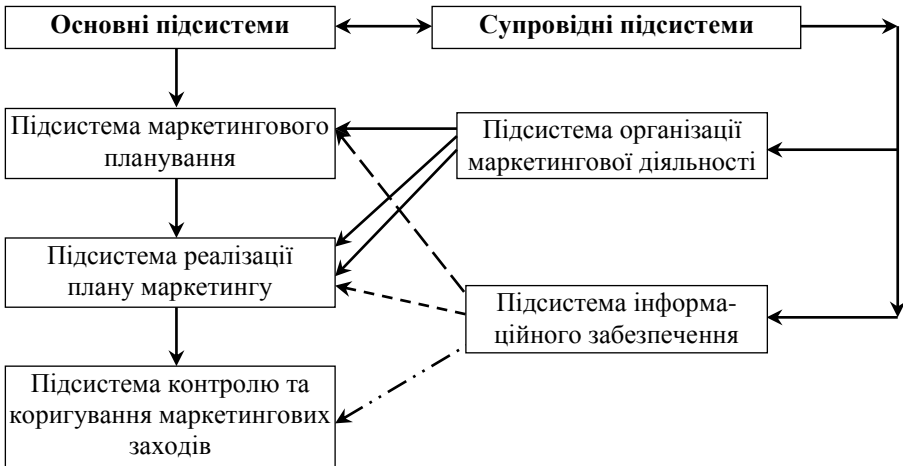 Основні підсистеми
Супровідні підсистеми
Підсистема маркетингового
планування
Підсистема організації
маркетингової діяльності
Підсистема реалізації
плану маркетингу
Підсистема інформа-
ційного забезпечення
Підсистема контролю та
коригування маркетингових
заходів